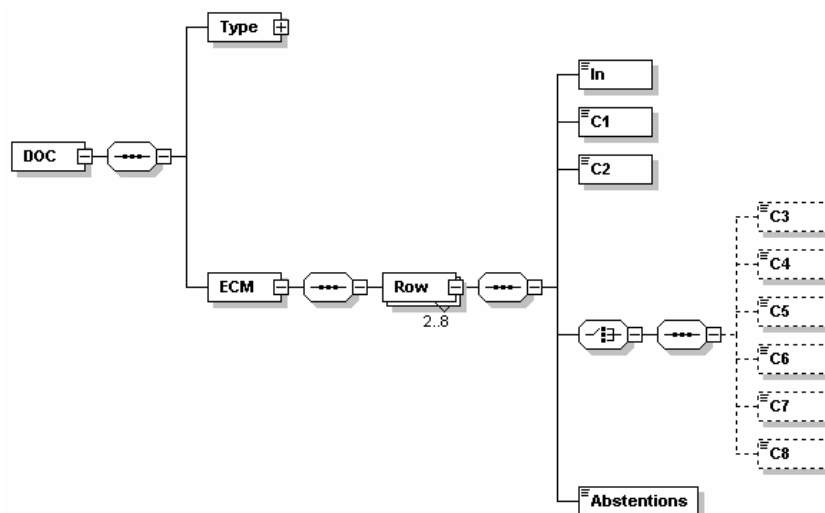 Type
In
C1
DOC
C2
C3
C4
ECM
Row
C5
2..8
C6
C7
C8
Abstentions